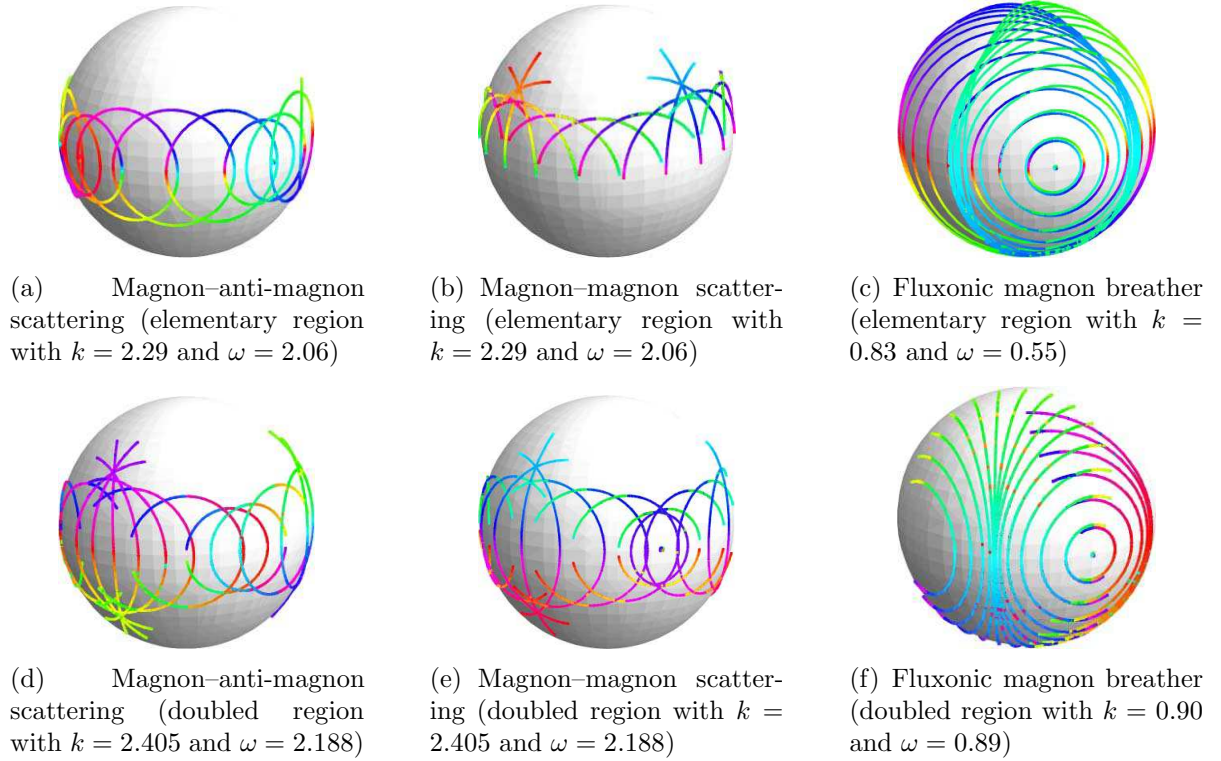 (a) Magnon–anti-magnon
scattering (elementary region
with k = 2.29 and ω = 2.06)
(b) Magnon–magnon scatter-
ing (elementary region with
k = 2.29 and ω = 2.06)
(c) Fluxonic magnon breather
(elementary region with k =
0.83 and ω = 0.55)
(d) Magnon–anti-magnon
scattering (doubled region
with k = 2.405 and ω = 2.188)
(e) Magnon–magnon scatter-
ing (doubled region with k =
2.405 and ω = 2.188)
(f) Fluxonic magnon breather
(doubled region with k = 0.90
and ω = 0.89)